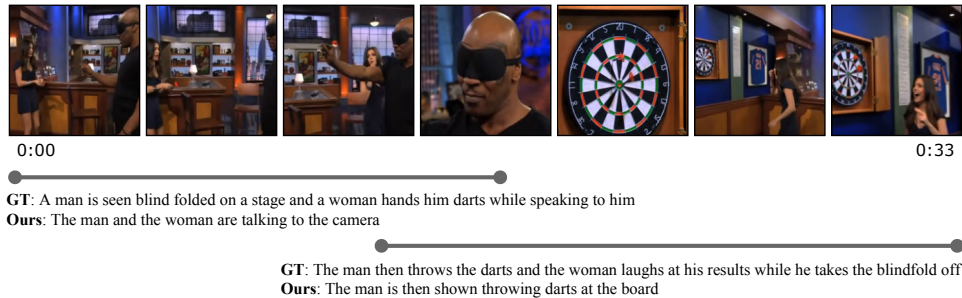 0:00
0:33
GT: A man is seen blind folded on a stage and a woman hands him darts while speaking to him
Ours: The man and the woman are talking to the camera
GT: The man then throws the darts and the woman laughs at his results while he takes the blindfold off
Ours: The man is then shown throwing darts at the board